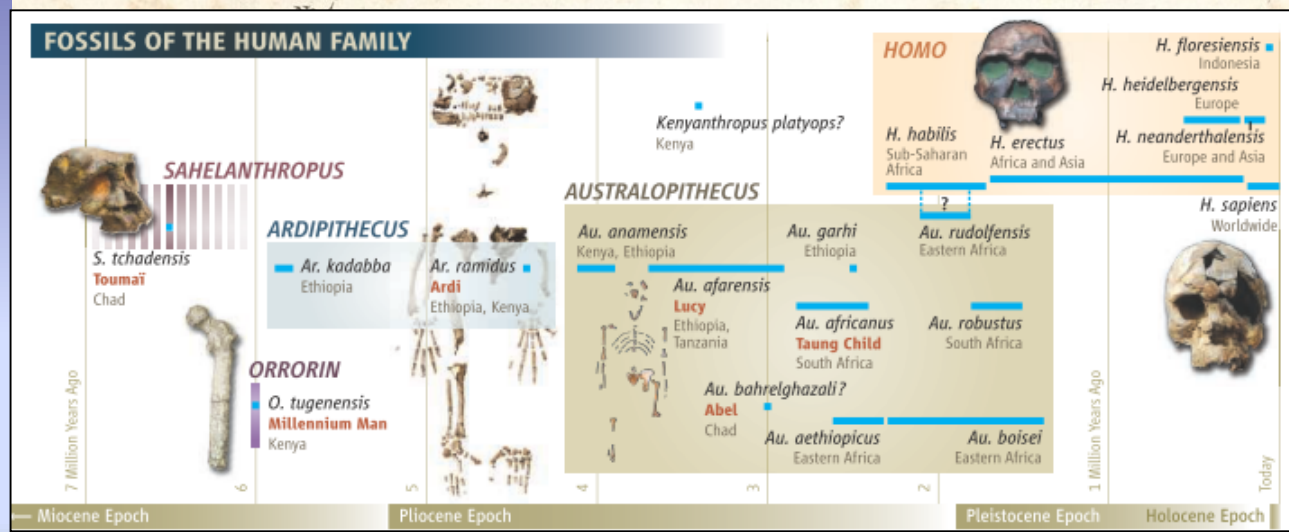 FOSSILS OF THE HUMAN FAMILY
HOMO
H. floresiensis
Indonesia
H. heidelbergensis
Europe
Kenyanthropus platyops?
Kenya
H. habilis
Sub-Saharan
Africa
H. erectus
Africa and Asia
H. neanderthalensis
Europe and Asia
SAHELANTHROPUS
S. tchadensis
Toumaï
Chad
ARDIPITHECUS
Ar. kadabba
Ethiopia
Ar. ramidus
Ardi
Ethiopia, Kenya
AUSTRALOPITHECUS
Au. anamensis
Kenya, Ethiopia
Au. garhi
Ethiopia
?
Au. rudolfensis
Eastern Africa
H. sapiens
Worldwide
Au. afarensis
Lucy
Ethiopia,
Tanzania
Au. africanus
Taung Child
South Africa
Au. robustus
South Africa
ORRORIN
O. tugenensis
Millennium Man
Kenya
Au. bahrelghazali?
Abel
Chad
Au. aethiopicus
Eastern Africa
Au. boisei
Eastern Africa
7 Million Years Ago
6
5
4
3
2
1 Million Years Ago
Today
Miocene Epoch
Pliocene Epoch
Pleistocene Epoch
Holocene Epoch